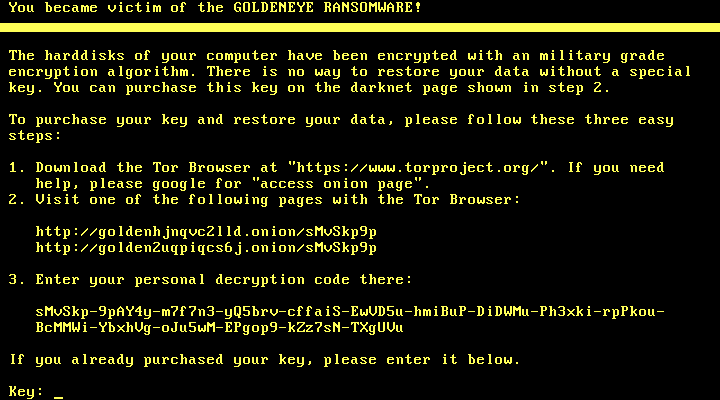 You became victim of the GOLDENEYE RANSOMWARE!
The harddisks of your computer have been encrypted with an military grade
encryption algorithm. There is no way to restore your data without a special
key. You can purchase this key on the darknet page shown in step 2.
To purchase your key and restore your data, please follow these three easy
steps:
1. Download the Tor Browser at "https://www.torproject.org/". If you need
help, please google for "access onion page".
2. Visit one of the following pages with the Tor Browser:
http://goldenhjnqvc2lld.onion/sMvSkp9p
http://golden2uqpiqcs6j.onion/sMvSkp9p
3. Enter your personal decryption code there:
sMvSkp-9pAY4y-m7f7n3-yQ5brv-cffaiS-EwVD5u-hmiBuP-DiDWMu-Ph3xki-rpPkou-
BcMMWi-YbxhVg-oJu5wM-EPgop9-kZz7sN-TXgUVu
If you already purchased your key, please enter it below.
Key: _